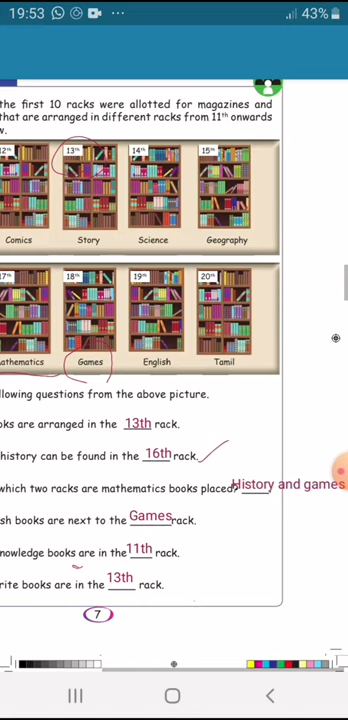 19:53 ... 43%
the first 10 racks were allotted for magazines and
that are arranged in different racks from 11th onwards
w.
12th 13th 14th 15th
Comics Story Science Geography
17th 18th 19th 20th
athematics Games English Tamil
llowing questions from the above picture.
oks are arranged in the 13th rack.
history can be found in the 16th rack.
which two racks are mathematics books placed? History and games
sh books are next to the Games rack.
nowledge books are in the 11th rack.
rite books are in the 13th rack.
7